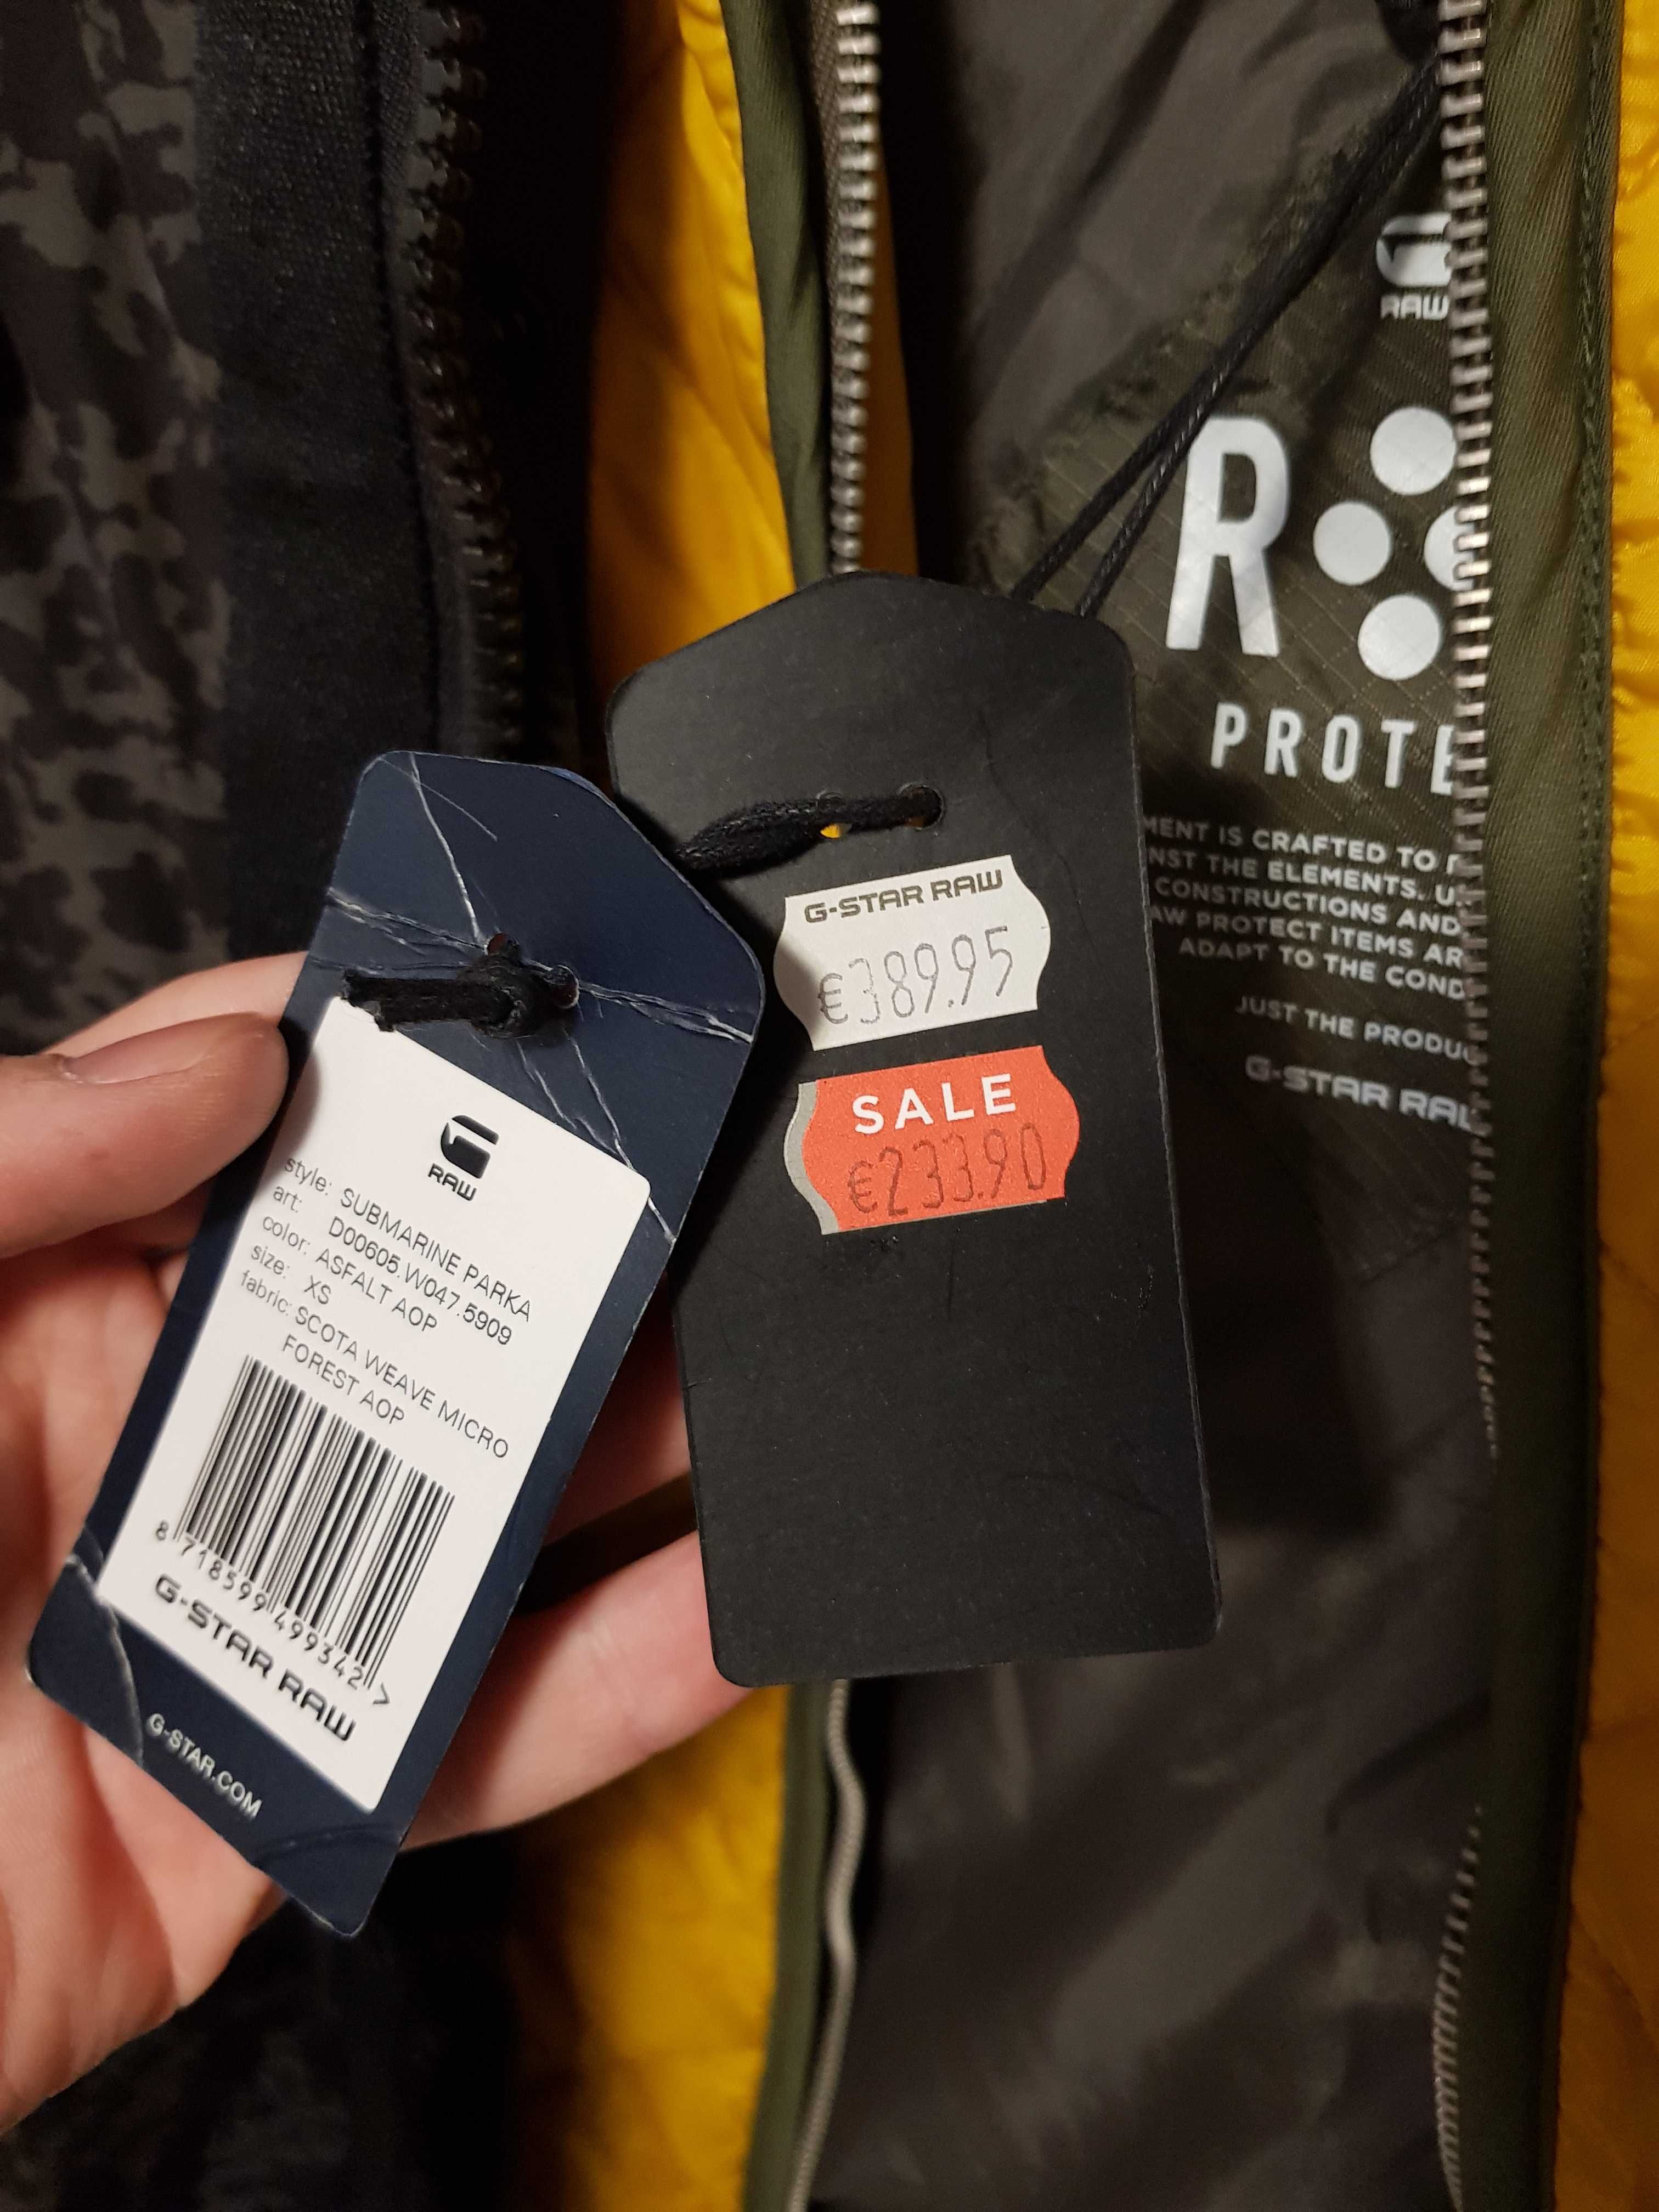 RAW
style: SUBMARINE PARKA
art: D00605.W047.5909
color: ASFALT AOP
size: XS
fabric: SCOTA WEAVE MICRO
FOREST AOP
8 718599 499342 >
G-STAR RAW
G-STAR.COM
G-STAR RAW
€389.95
SALE
€233.90
RAW
R
PROTE
MENT IS CRAFTED TO
NST THE ELEMENTS. U
CONSTRUCTIONS AND
AW PROTECT ITEMS AR
ADAPT TO THE COND
JUST THE PRODU
G-STAR RAW